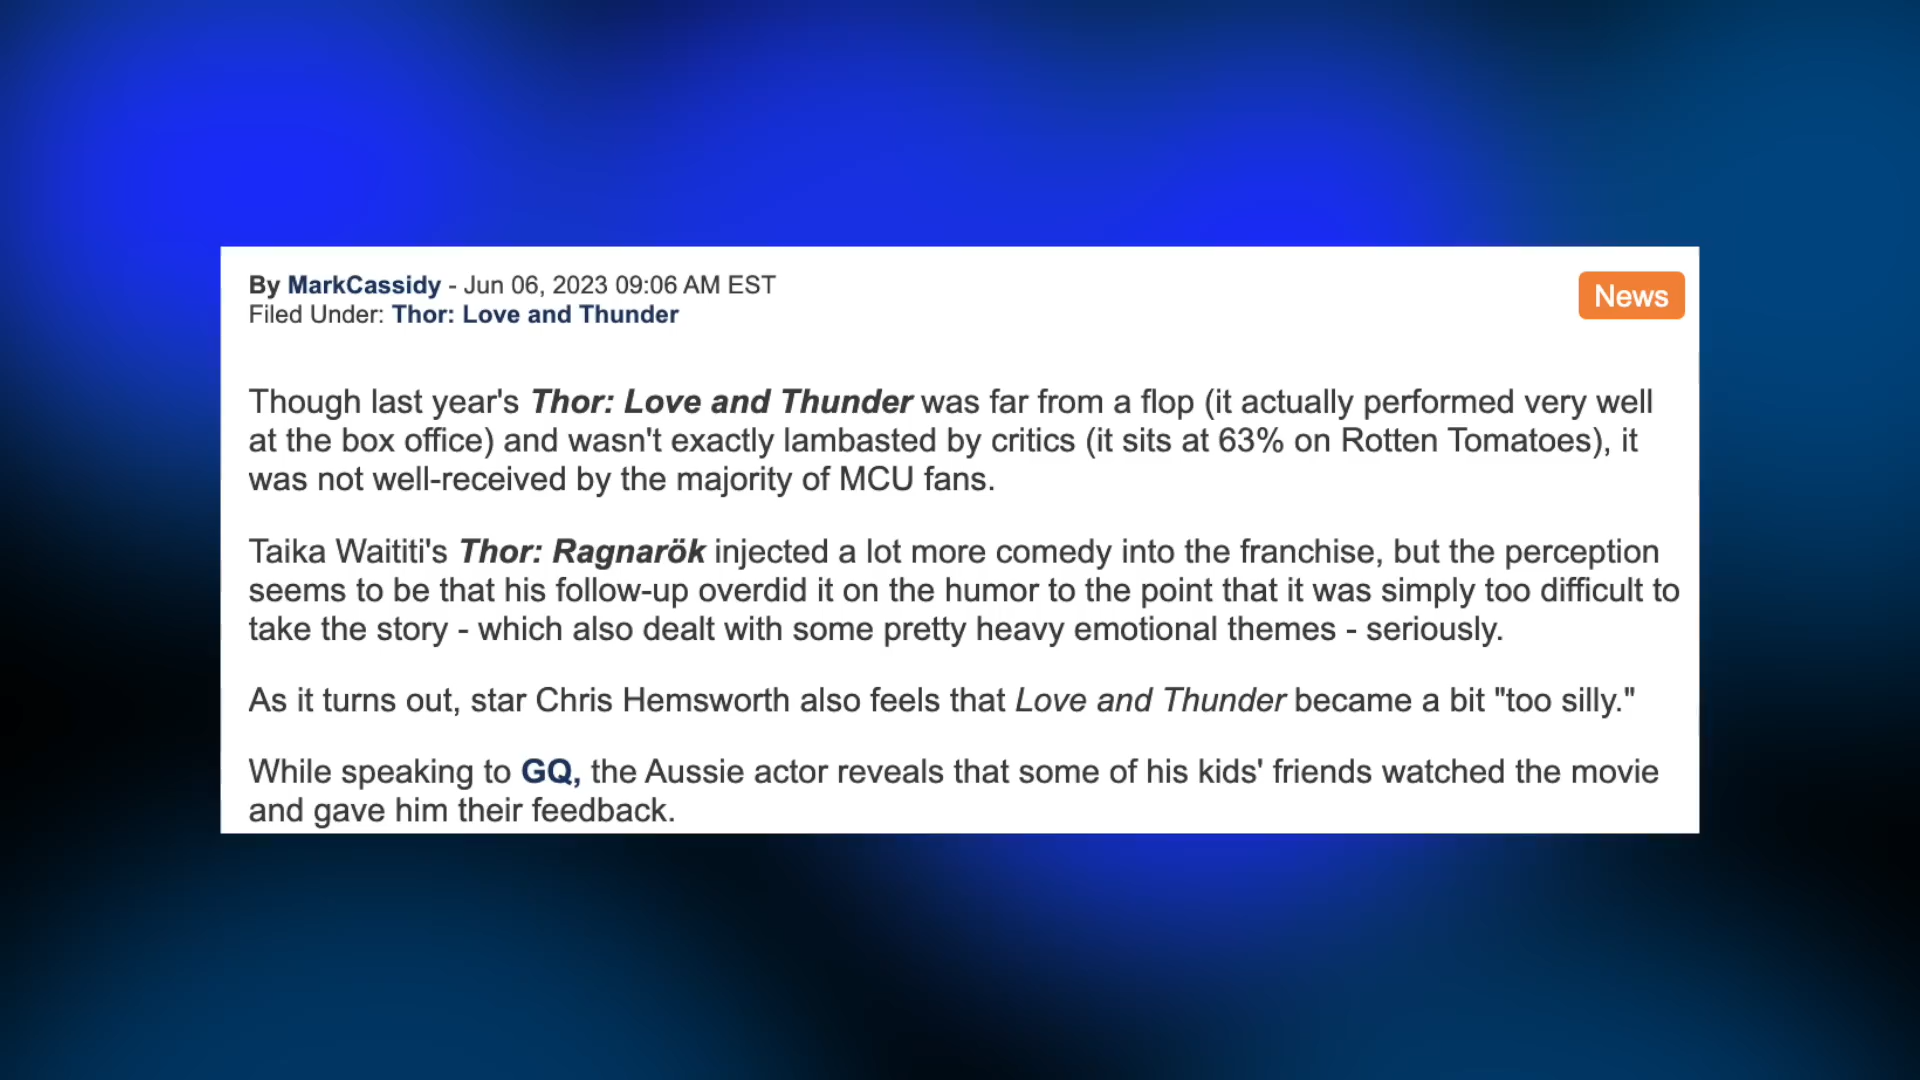 By MarkCassidy - Jun 06, 2023 09:06 AM EST
News
Filed Under: Thor: Love and Thunder
Though last year's Thor: Love and Thunder was far from a flop (it actually performed very well
at the box office) and wasn't exactly lambasted by critics (it sits at 63% on Rotten Tomatoes), it
was not well-received by the majority of MCU fans.
Taika Waititi's Thor: Ragnarök injected a lot more comedy into the franchise, but the perception
seems to be that his follow-up overdid it on the humor to the point that it was simply too difficult to
take the story - which also dealt with some pretty heavy emotional themes - seriously.
As it turns out, star Chris Hemsworth also feels that Love and Thunder became a bit "too silly."
While speaking to GQ, the Aussie actor reveals that some of his kids' friends watched the movie
and gave him their feedback.